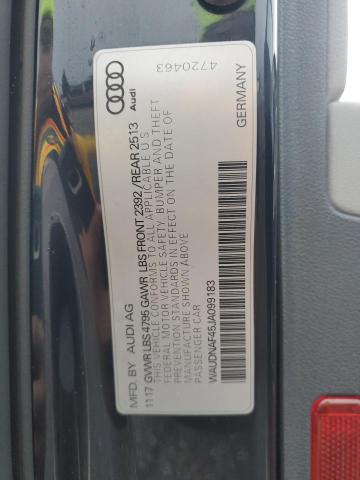 MFD. BY AUDI AG
11 17 GVWR LBS 4795 GAWR LBS FRONT 2392 /REAR 2513
THIS VEHICLE CONFORMS TO ALL APPLICABLE U S
FEDERAL MOTOR VEHICLE SAFETY, BUMPER AND THEFT
PREVENTION STANDARDS IN EFFECT ON THE DATE OF
MANUFACTURE SHOWN ABOVE
PASSENGER CAR
WAUDNAF45JA099183
Audi
4720463
GERMANY